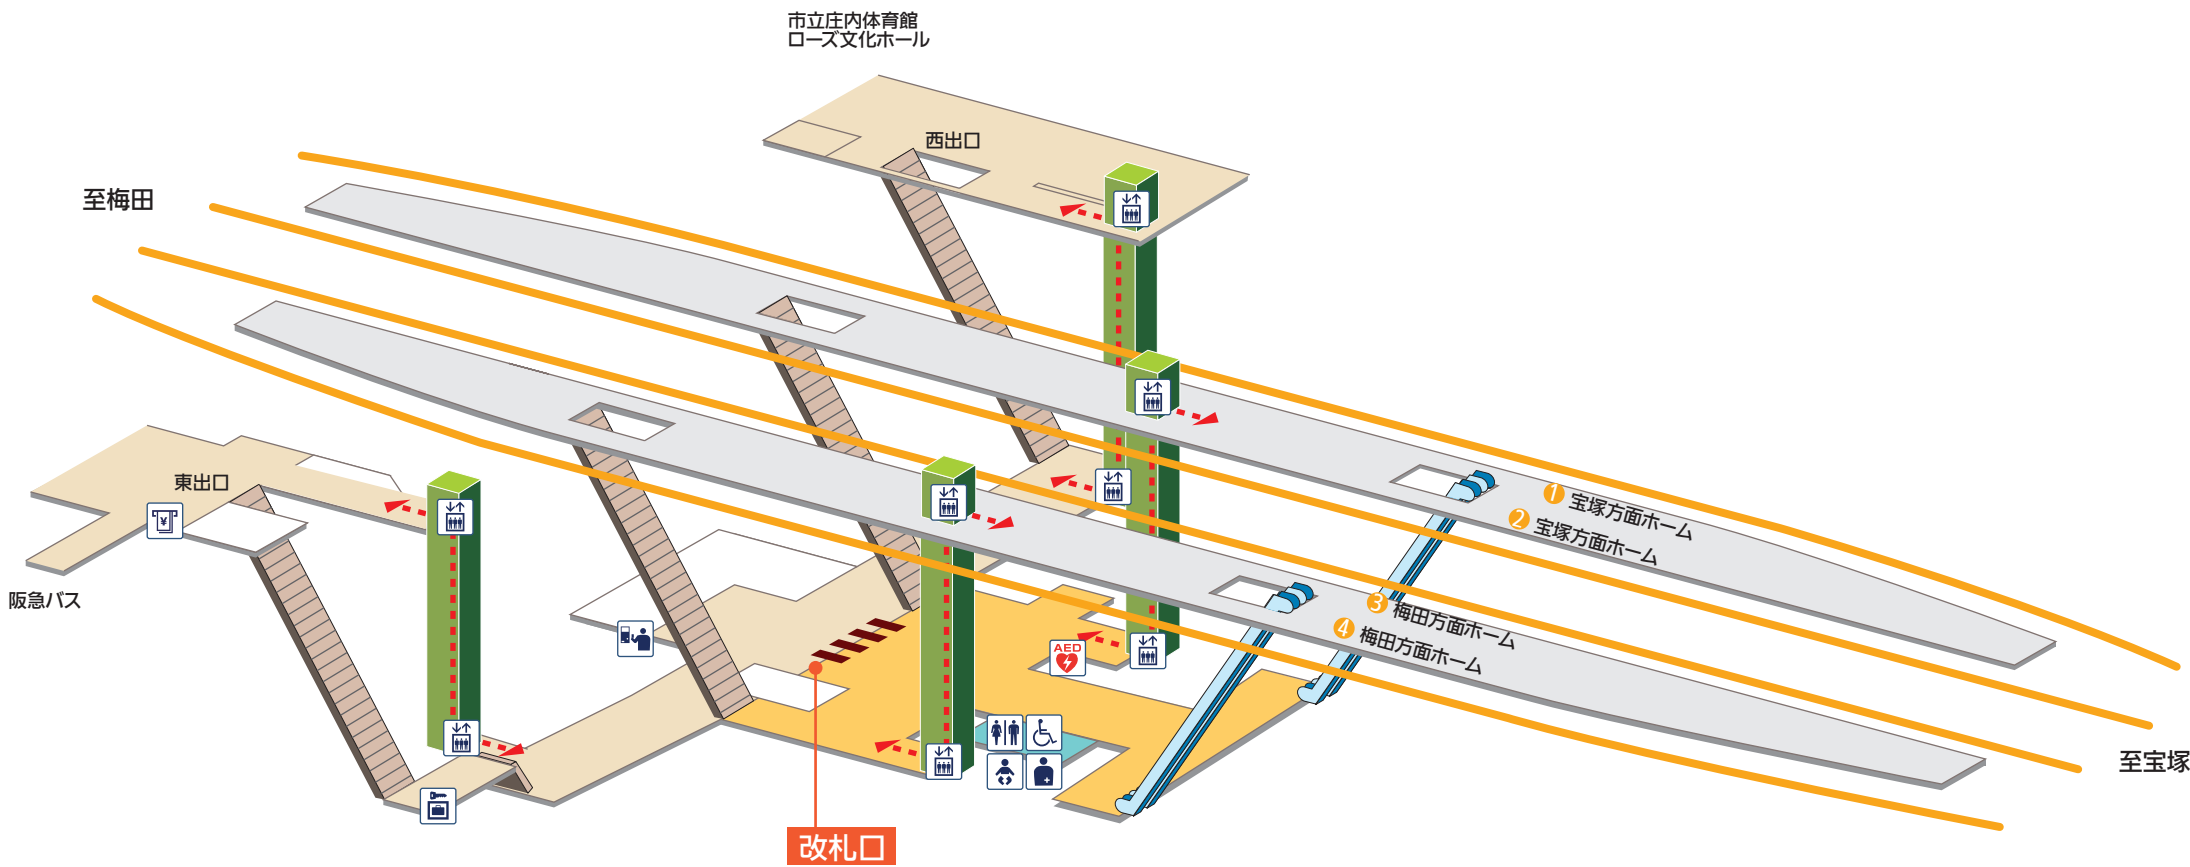 市立庄内体育館
ローズ文化ホール
西出口
至梅田
東出口
¥
阪急バス
1 宝塚方面ホーム
2 宝塚方面ホーム
3 梅田方面ホーム
4 梅田方面ホーム
AED
至宝塚
改札口